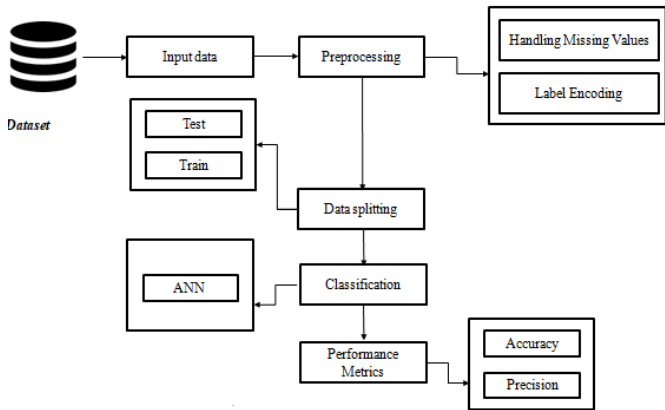 Input data
Preprocessing
Handling Missing Values
Label Encoding
Dataset
Test
Train
Data splitting
ANN
Classification
Performance
Metrics
Accuracy
Precision